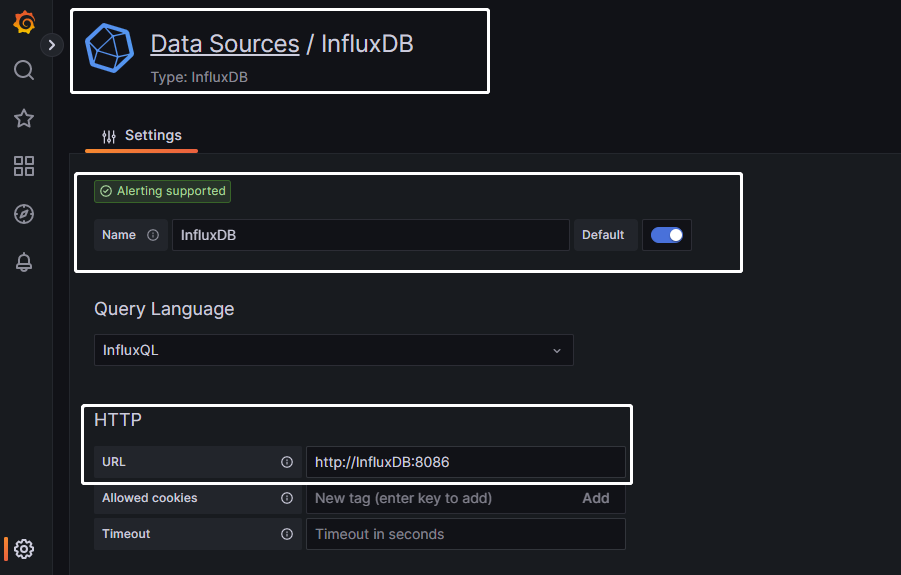 Data Sources / InfluxDB
Type: InfluxDB
Settings
Alerting supported
Name InfluxDB Default
Query Language
InfluxQL
HTTP
URL http://InfluxDB:8086
Allowed cookies New tag (enter key to add) Add
Timeout Timeout in seconds